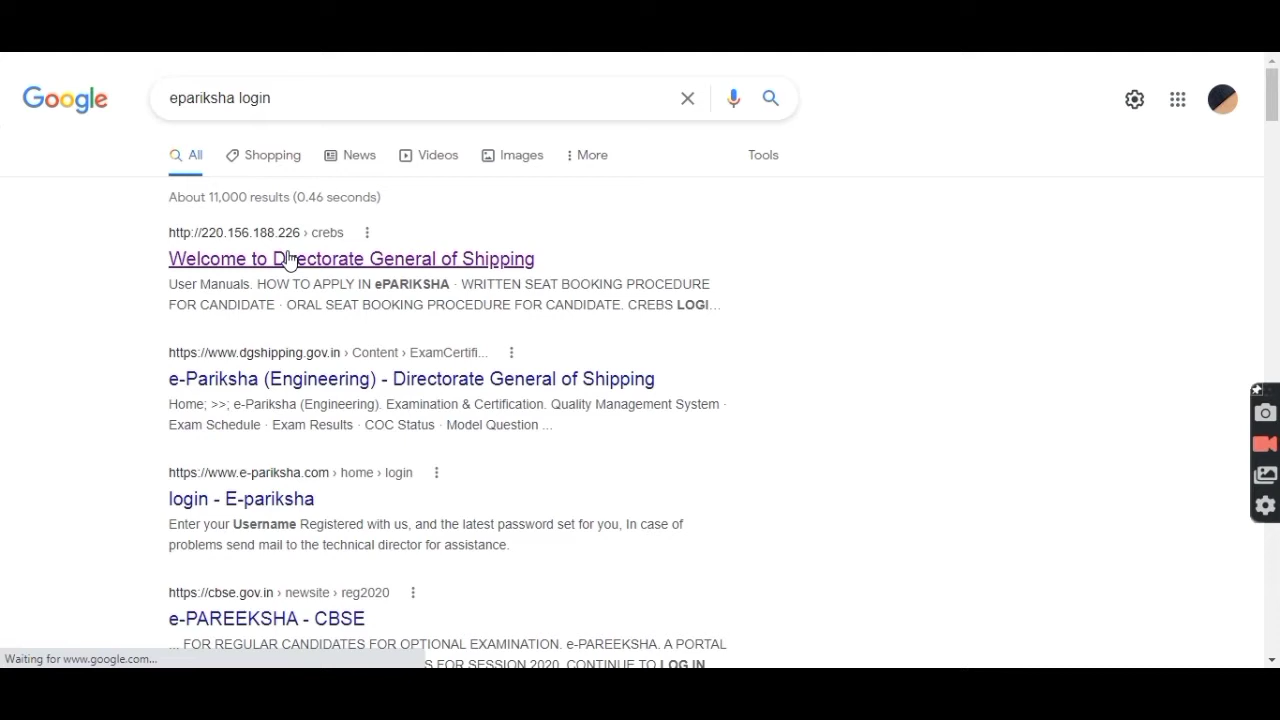 Google
epariksha login
All Shopping News Videos Images More Tools
About 11,000 results (0.46 seconds)
http://220.156.188.226 › crebs
Welcome to Directorate General of Shipping
User Manuals. HOW TO APPLY IN ePARIKSHA · WRITTEN SEAT BOOKING PROCEDURE
FOR CANDIDATE · ORAL SEAT BOOKING PROCEDURE FOR CANDIDATE. CREBS LOGI...
https://www.dgshipping.gov.in › Content › ExamCertifi...
e-Pariksha (Engineering) - Directorate General of Shipping
Home; >>; e-Pariksha (Engineering). Examination & Certification. Quality Management System ·
Exam Schedule · Exam Results · COC Status · Model Question ...
https://www.e-pariksha.com › home › login
login - E-pariksha
Enter your Username Registered with us, and the latest password set for you, In case of
problems send mail to the technical director for assistance.
https://cbse.gov.in › newsite › reg2020
e-PAREEKSHA - CBSE
... FOR REGULAR CANDIDATES FOR OPTIONAL EXAMINATION. e-PAREEKSHA. A PORTAL
S FOR SESSION 2020. CONTINUE TO LOG IN
Waiting for www.google.com...